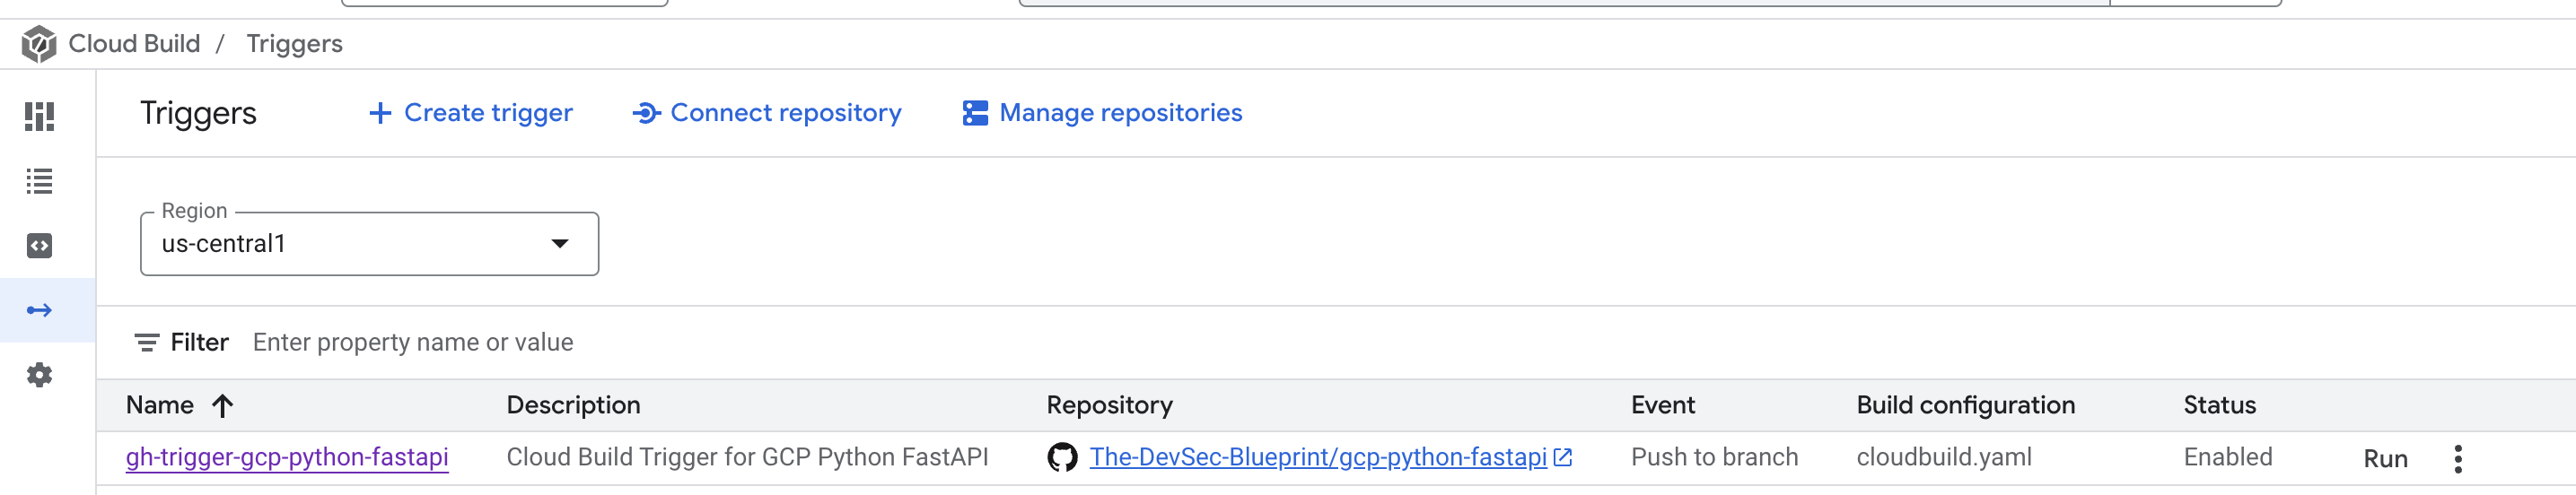 Cloud Build / Triggers
Triggers Create trigger Connect repository Manage repositories
Region
us-central1
Filter Enter property name or value
Name Description Repository Event Build configuration Status
gh-trigger-gcp-python-fastapi Cloud Build Trigger for GCP Python FastAPI The-DevSec-Blueprint/gcp-python-fastapi Push to branch cloudbuild.yaml Enabled Run